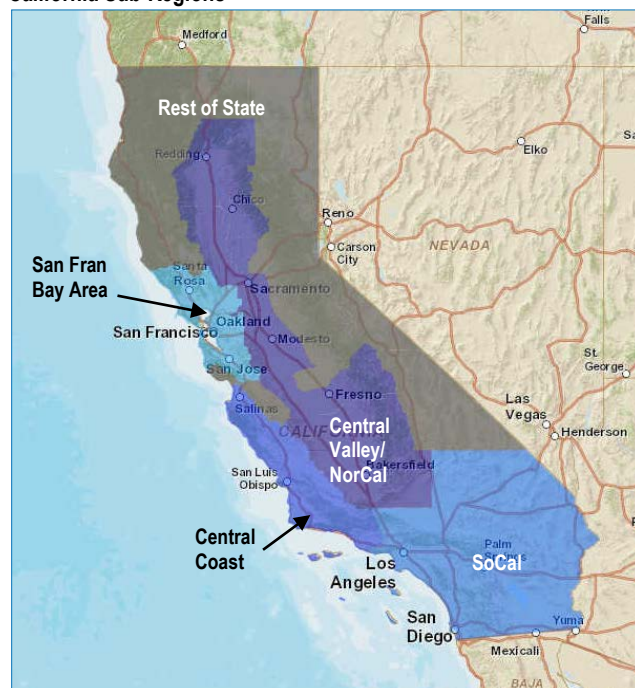 California Sub-Regions
Medford
Falls
Rest of State
Redding
Elko
Chico
Reno
Carson
City
NEVADA
San Fran
Bay Area
Santa
Rosa
Sacramento
San Francisco
Oakland
Modesto
San Jose
St.
George
Salinas
Fresno
Las
Vegas
Henderson
CALIFORNIA
Central
Valley/
NorCal
Bakersfield
San Luis
Obispo
Central
Coast
Los
Angeles
Palm
Springs
SoCal
San
Diego
Yuma
Mexicali
BAJA